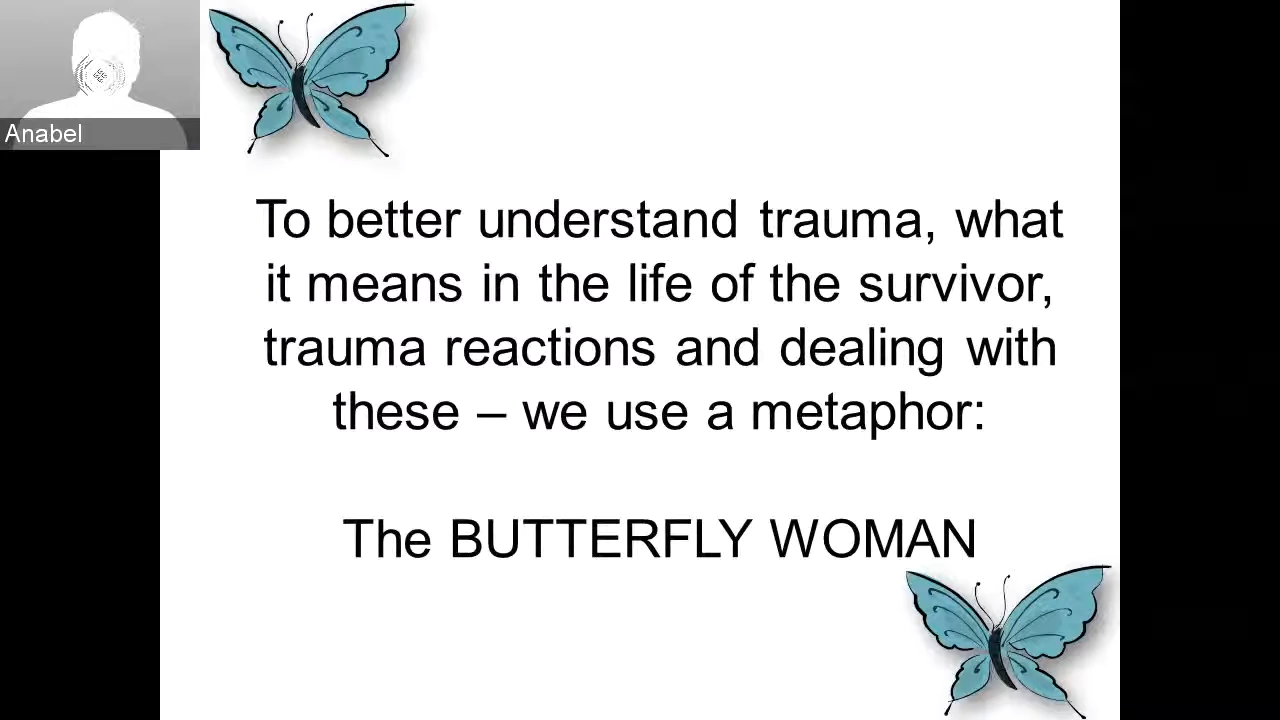 Anabel
To better understand trauma, what
it means in the life of the survivor,
trauma reactions and dealing with
these – we use a metaphor:
The BUTTERFLY WOMAN